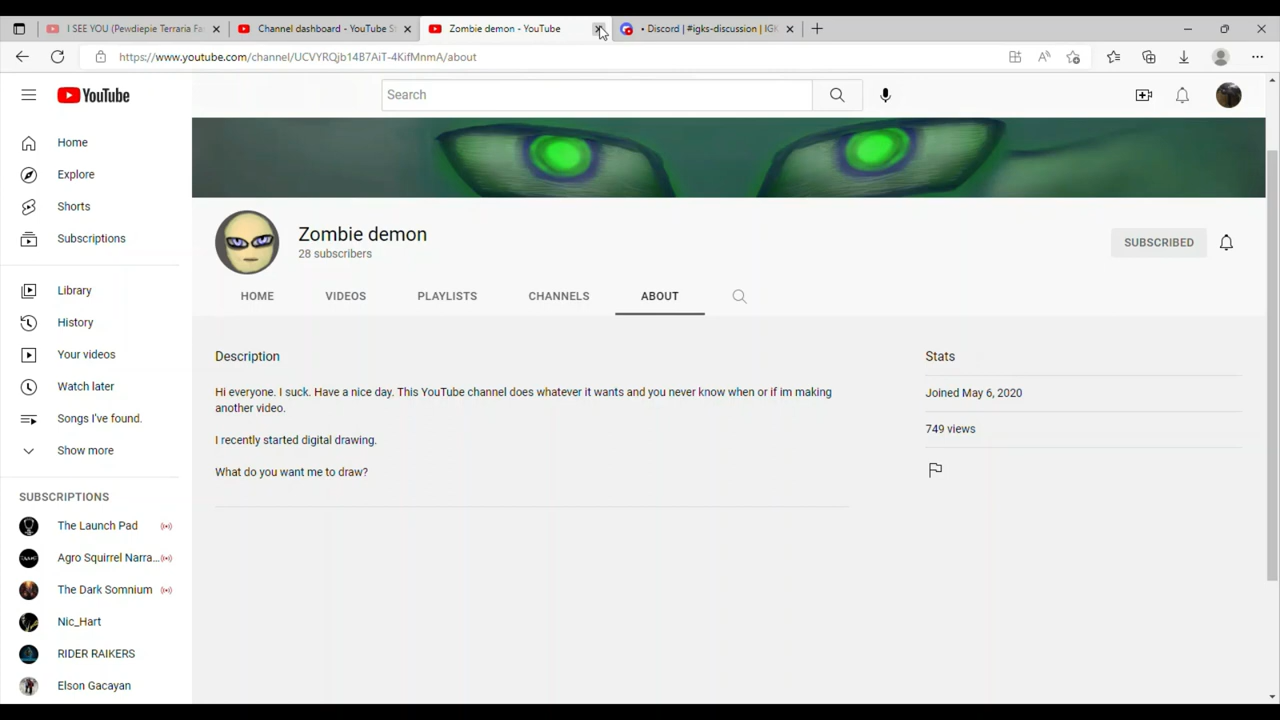 I SEE YOU (Pewdiepie Terraria Fa
Channel dashboard - YouTube St
Zombie demon - YouTube
• Discord | #igks-discussion | IGK
https://www.youtube.com/channel/UCVYRQjb14B7AiT-4KifMnmA/about
YouTube
Search
Home
Explore
Shorts
Subscriptions
Library
History
Your videos
Watch later
Songs I've found.
Show more
SUBSCRIPTIONS
The Launch Pad
Agro Squirrel Narra...
The Dark Somnium
Nic_Hart
RIDER RAIKERS
Elson Gacayan
Zombie demon
28 subscribers
SUBSCRIBED
HOME VIDEOS PLAYLISTS CHANNELS ABOUT
Description
Hi everyone. I suck. Have a nice day. This YouTube channel does whatever it wants and you never know when or if im making
another video.
I recently started digital drawing.
What do you want me to draw?
Stats
Joined May 6, 2020
749 views